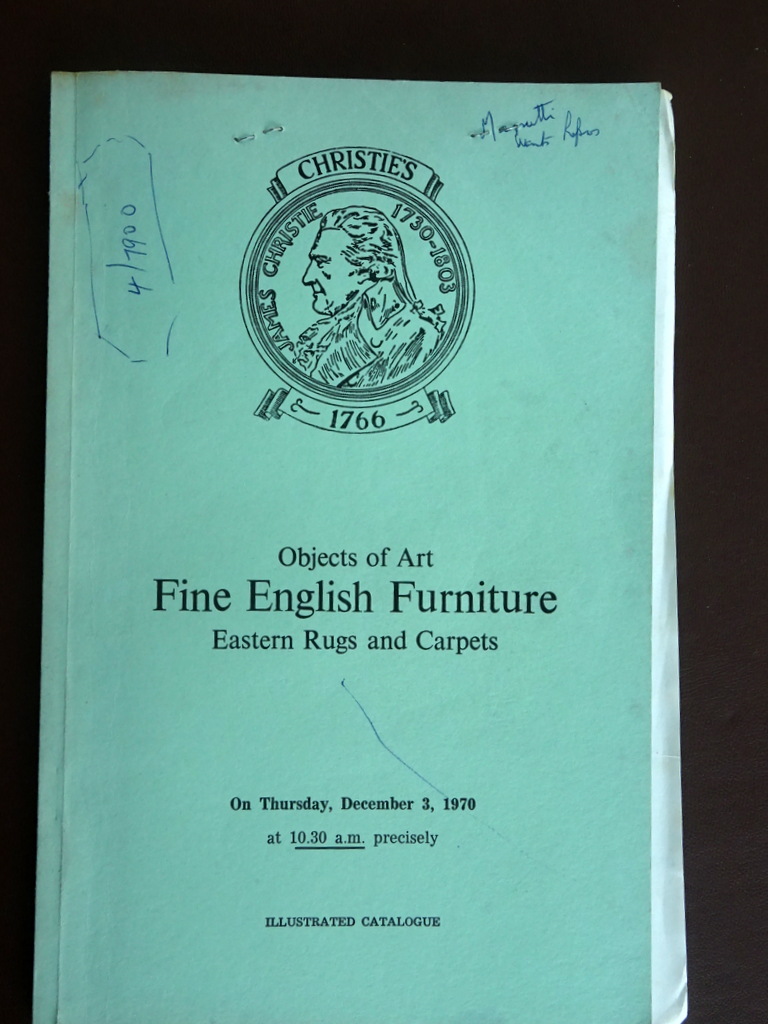 CHRISTIE'S
JAMES CHRISTIE 1730-1803
1766
4/1900
Objects of Art
Fine English Furniture
Eastern Rugs and Carpets
On Thursday, December 3, 1970
at 10.30 a.m. precisely
ILLUSTRATED CATALOGUE